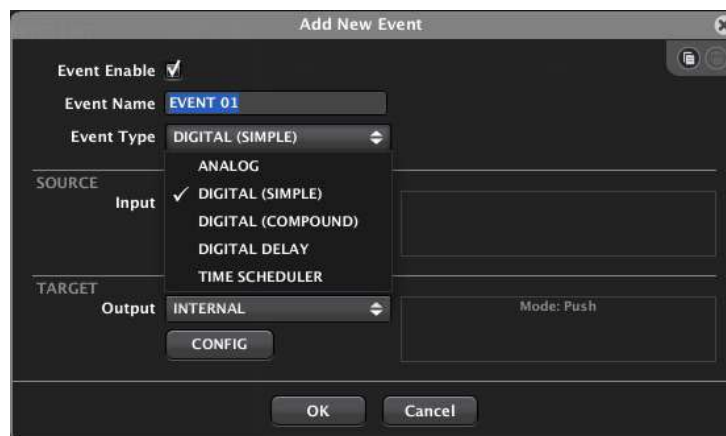 Add New Event
Event Enable
Event Name EVENT 01
Event Type DIGITAL (SIMPLE)
ANALOG
SOURCE
Input
DIGITAL (SIMPLE)
DIGITAL (COMPOUND)
DIGITAL DELAY
TIME SCHEDULER
TARGET
Output INTERNAL
Mode: Push
CONFIG
OK Cancel